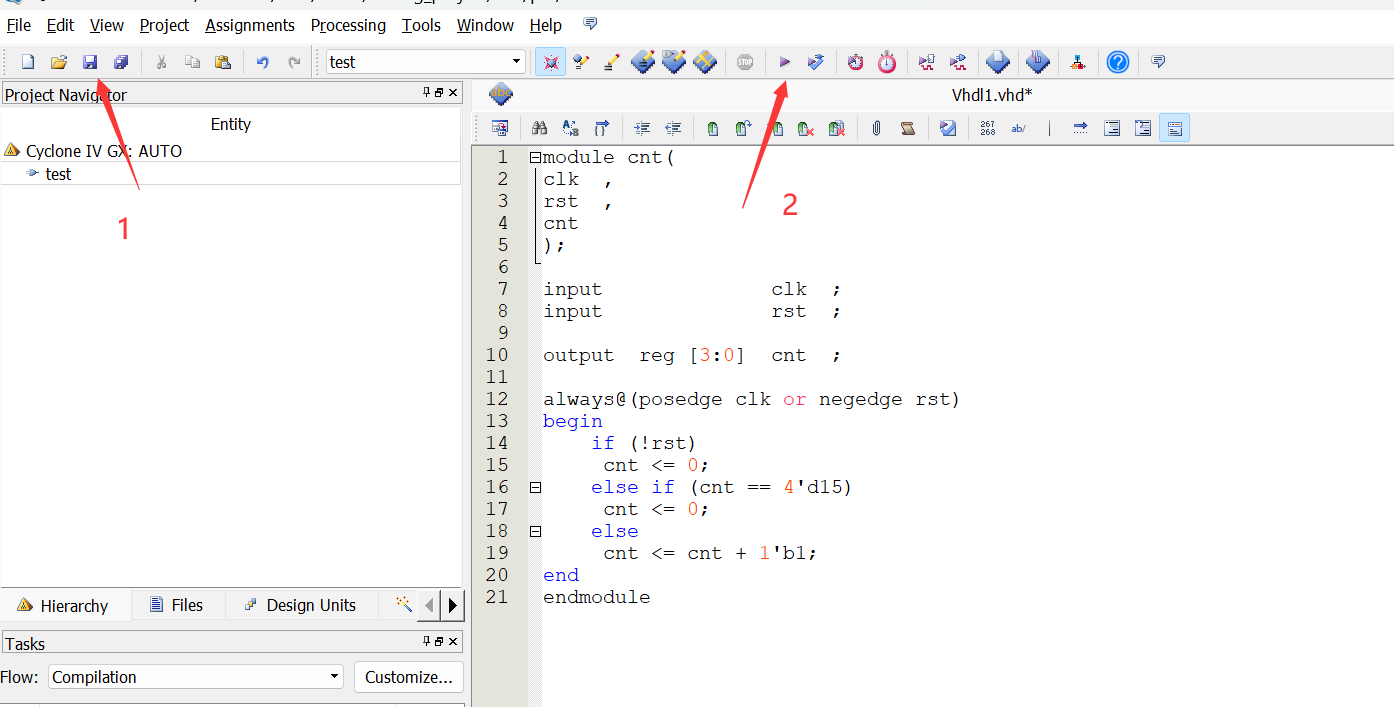 File Edit View Project Assignments Processing Tools Window Help
test
STOP
Project Navigator
Vhdl1.vhd*
Entity
267
268
ab/
Cyclone IV GX: AUTO
test
1
2
1 module cnt(
2 clk ,
3 rst ,
4 cnt
5 );
6
7 input clk ;
8 input rst ;
9
10 output reg [3:0] cnt ;
11
12 always@(posedge clk or negedge rst)
13 begin
14 if (!rst)
15 cnt <= 0;
16 else if (cnt == 4'd15)
17 cnt <= 0;
18 else
19 cnt <= cnt + 1'b1;
20 end
21 endmodule
Hierarchy Files Design Units
Tasks
Flow: Compilation Customize...